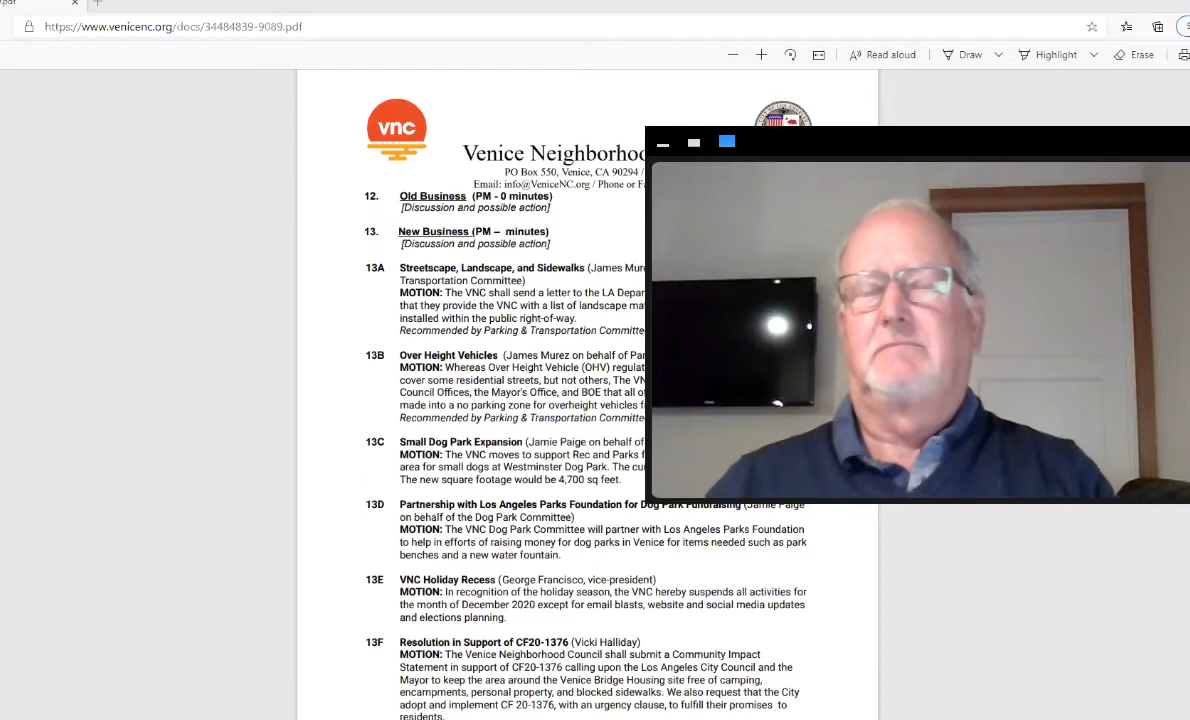 .pdf
https://www.venicenc.org/docs/34484839-9089.pdf
Read aloud
Draw
Highlight
Erase
vnc
Venice Neighborhoo
PO Box 550, Venice, CA 90294 /
Email: info@VeniceNC.org / Phone or Fa
12. Old Business (PM - 0 minutes)
[Discussion and possible action]
13. New Business (PM – minutes)
[Discussion and possible action]
13A Streetscape, Landscape, and Sidewalks (James Mure
Transportation Committee)
MOTION: The VNC shall send a letter to the LA Depar
that they provide the VNC with a list of landscape mat
installed within the public right-of-way.
Recommended by Parking & Transportation Committe
13B Over Height Vehicles (James Murez on behalf of Par
MOTION: Whereas Over Height Vehicle (OHV) regulat
cover some residential streets, but not others, The VN
Council Offices, the Mayor's Office, and BOE that all of
made into a no parking zone for overheight vehicles f
Recommended by Parking & Transportation Committe
13C Small Dog Park Expansion (Jamie Paige on behalf of
MOTION: The VNC moves to support Rec and Parks f
area for small dogs at Westminster Dog Park. The cu
The new square footage would be 4,700 sq feet.
13D Partnership with Los Angeles Parks Foundation for Dog Park Fundraising (Jamie Paige
on behalf of the Dog Park Committee)
MOTION: The VNC Dog Park Committee will partner with Los Angeles Parks Foundation
to help in efforts of raising money for dog parks in Venice for items needed such as park
benches and a new water fountain.
13E VNC Holiday Recess (George Francisco, vice-president)
MOTION: In recognition of the holiday season, the VNC hereby suspends all activities for
the month of December 2020 except for email blasts, website and social media updates
and elections planning.
13F Resolution in Support of CF20-1376 (Vicki Halliday)
MOTION: The Venice Neighborhood Council shall submit a Community Impact
Statement in support of CF20-1376 calling upon the Los Angeles City Council and the
Mayor to keep the area around the Venice Bridge Housing site free of camping,
encampments, personal property, and blocked sidewalks. We also request that the City
adopt and implement CF 20-1376, with an urgency clause, to fulfill their promises to
residents.